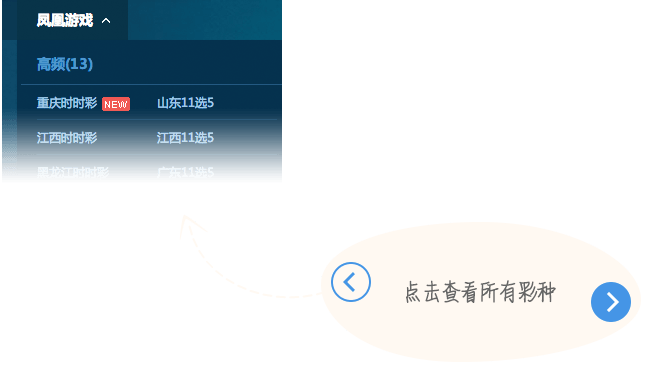 凤凰游戏
高频(13)
重庆时时彩 NEW 山东11选5
江西时时彩 江西11选5
黑龙江时时彩 广东11选5
点击查看所有彩种